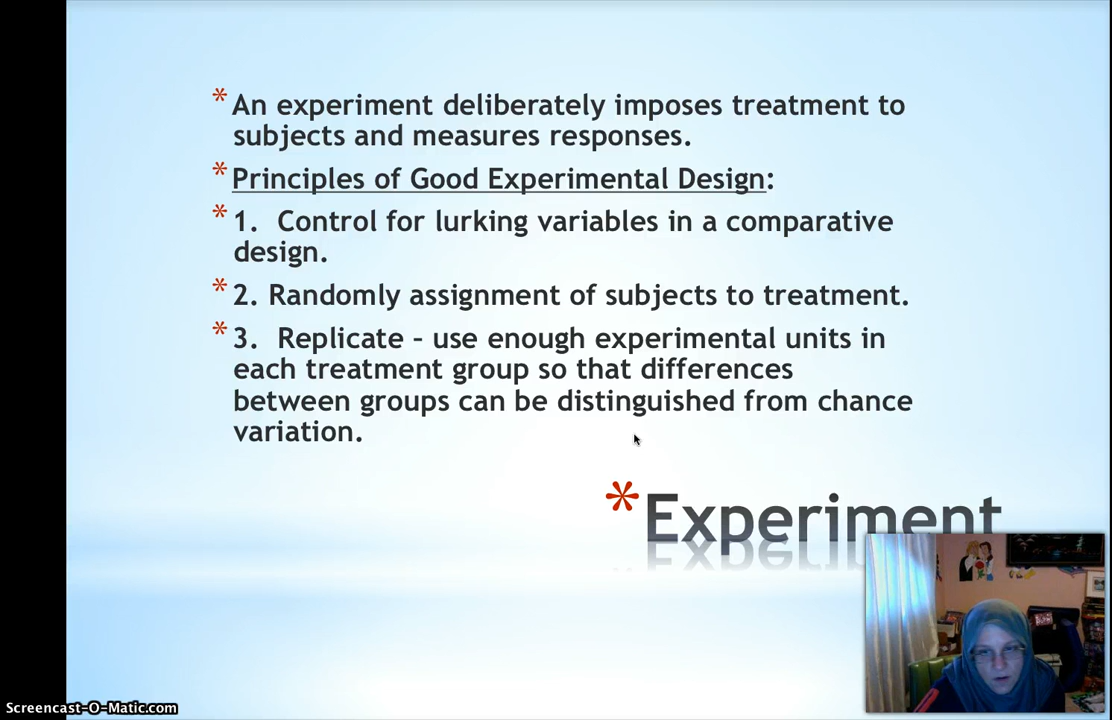 * An experiment deliberately imposes treatment to
subjects and measures responses.
* Principles of Good Experimental Design:
* 1. Control for lurking variables in a comparative
design.
* 2. Randomly assignment of subjects to treatment.
* 3. Replicate – use enough experimental units in
each treatment group so that differences
between groups can be distinguished from chance
variation.
* Experiment
Screencast-O-Matic.com